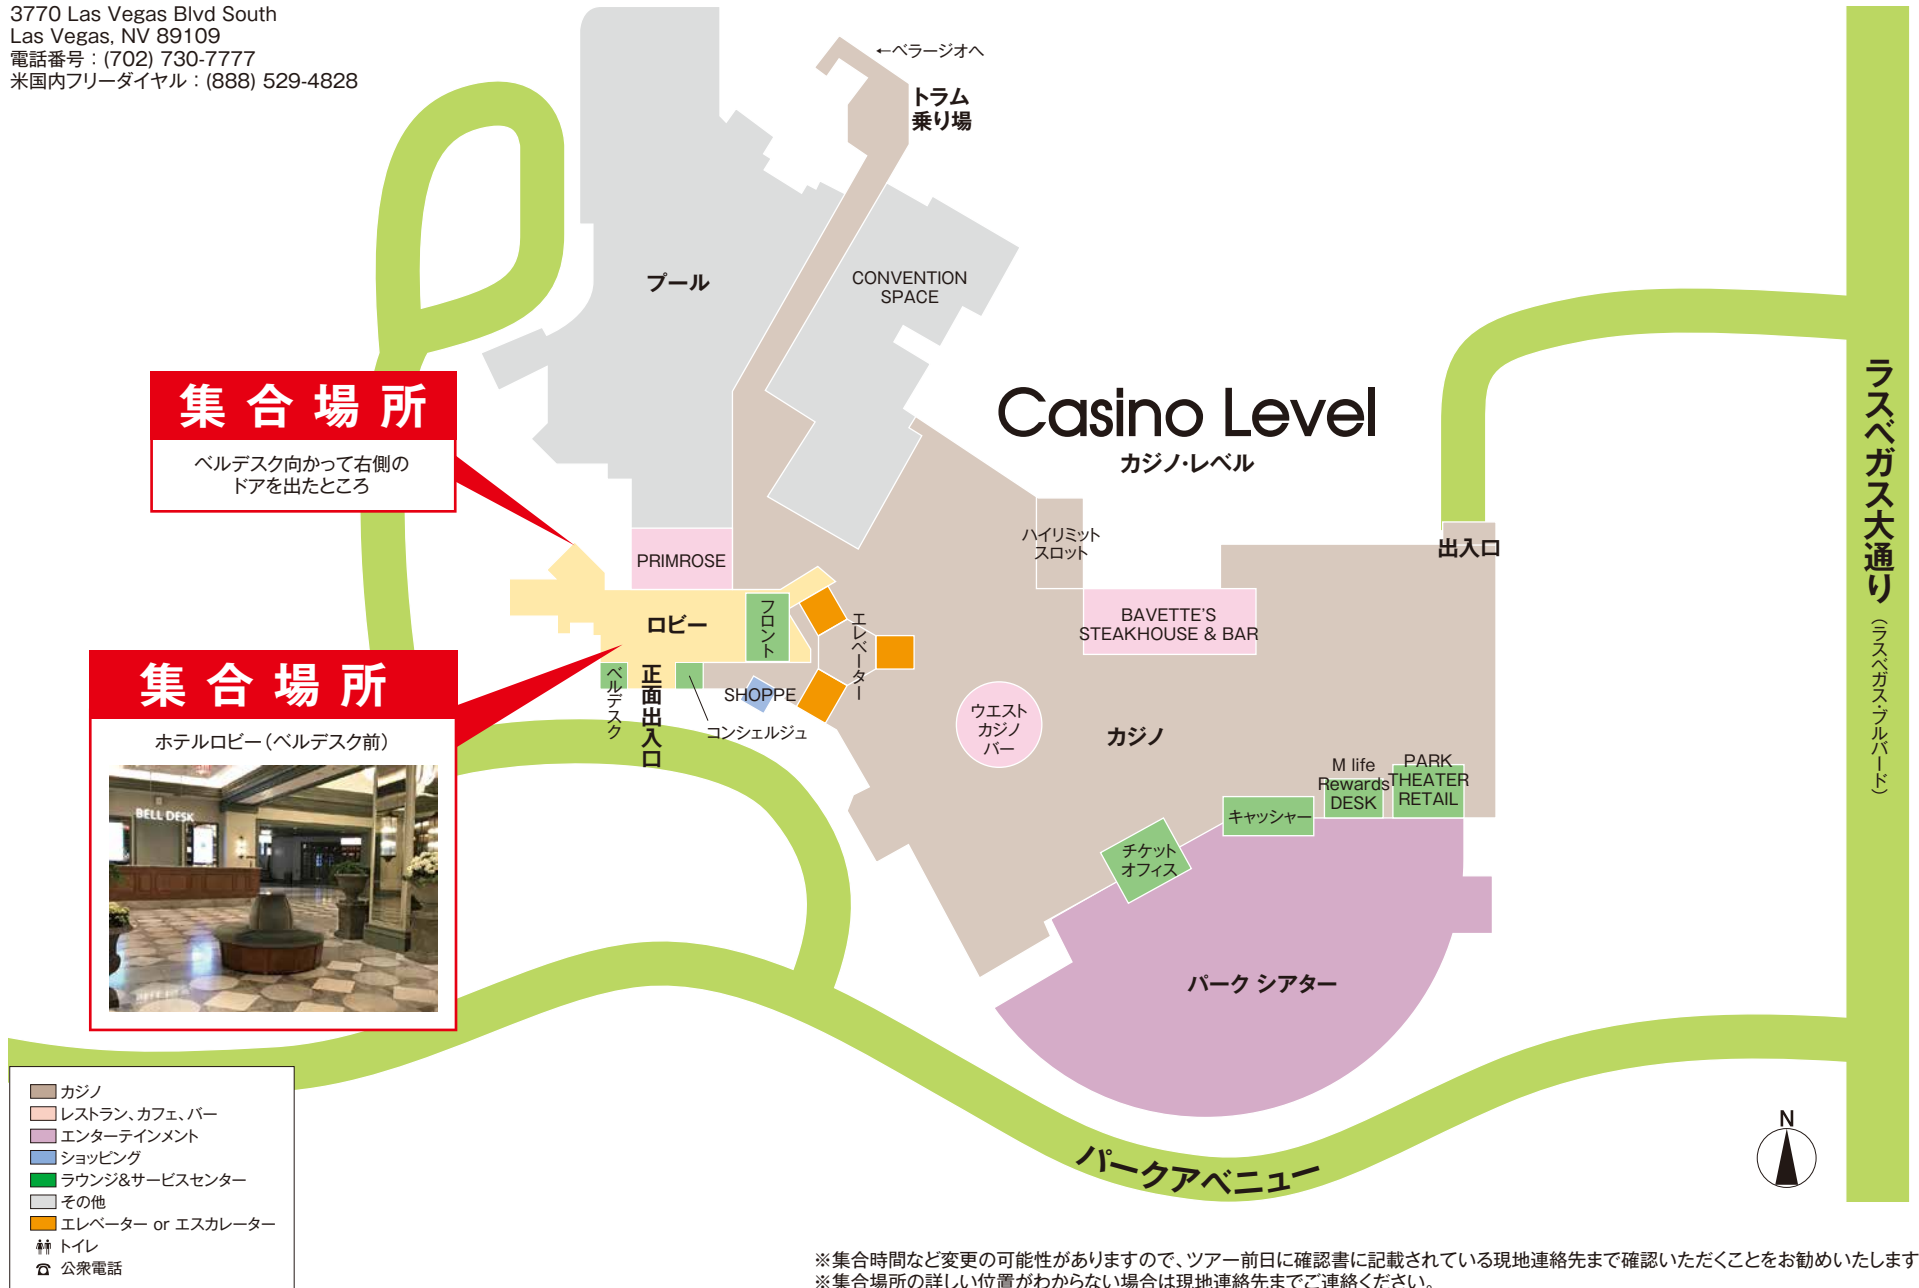 3770 Las Vegas Blvd South
Las Vegas, NV 89109
電話番号：(702) 730-7777
米国内フリーダイヤル：(888) 529-4828
←ベラージオへ
トラム
乗り場
プール
CONVENTION
SPACE
Casino Level
カジノ・レベル
集合場所
ベルデスク向かって右側の
ドアを出たところ
ハイリミット
スロット
出入口
ラスベガス大通り
（ラスベガス・ブルバード）
PRIMROSE
ロビー
フロント
エレベーター
BAVETTE'S
STEAKHOUSE & BAR
集合場所
ホテルロビー（ベルデスク前）
BELL DESK
ベルデスク
正面出入口
SHOPPE
コンシェルジュ
ウエスト
カジノ
バー
カジノ
M life
Rewards
DESK
PARK
THEATER
RETAIL
キャッシャー
チケット
オフィス
パーク シアター
パークアベニュー
N
カジノ
レストラン、カフェ、バー
エンターテインメント
ショッピング
ラウンジ&サービスセンター
その他
エレベーター or エスカレーター
トイレ
公衆電話
※集合時間など変更の可能性がありますので、ツアー前日に確認書に記載されている現地連絡先まで確認いただくことをお勧めいたします
※集合場所の詳しい位置がわからない場合は現地連絡先までご連絡ください。